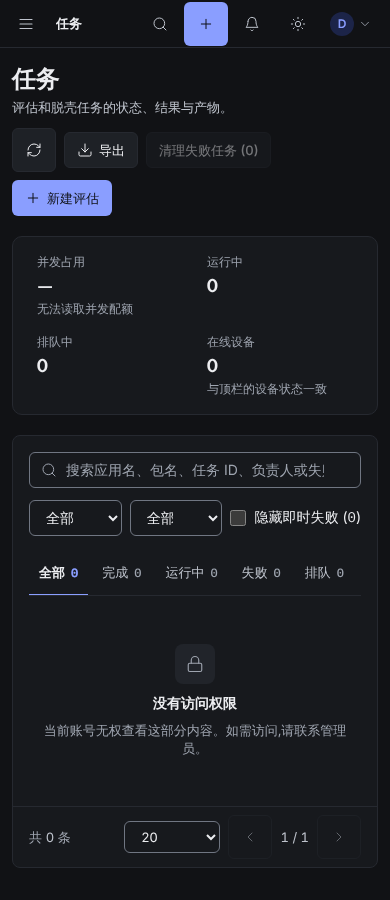 任务
D
任务
评估和脱壳任务的状态、结果与产物。
导出
清理失败任务 (0)
新建评估
并发占用
—
无法读取并发配额
运行中
0
排队中
0
在线设备
0
与顶栏的设备状态一致
搜索应用名、包名、任务 ID、负责人或失
全部
全部
隐藏即时失败 (0)
全部 0
完成 0
运行中 0
失败 0
排队 0
没有访问权限
当前账号无权查看这部分内容。如需访问,请联系管理
员。
共 0 条
20
1 / 1